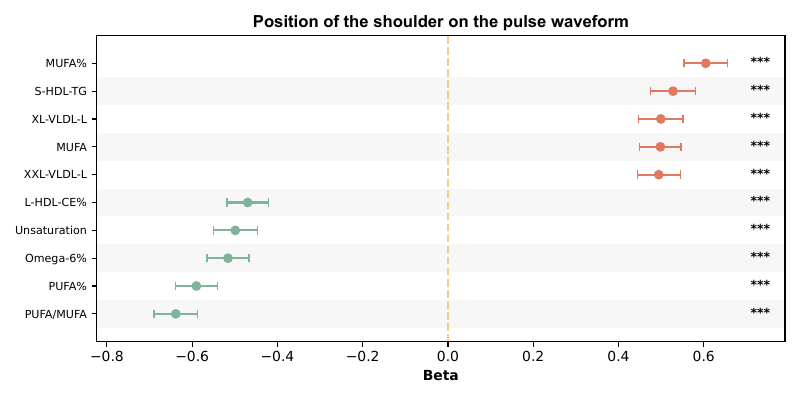 Position of the shoulder on the pulse waveform
MUFA% ***
S-HDL-TG ***
XL-VLDL-L ***
MUFA ***
XXL-VLDL-L ***
L-HDL-CE% ***
Unsaturation ***
Omega-6% ***
PUFA% ***
PUFA/MUFA ***
−0.8 −0.6 −0.4 −0.2 0.0 0.2 0.4 0.6
Beta